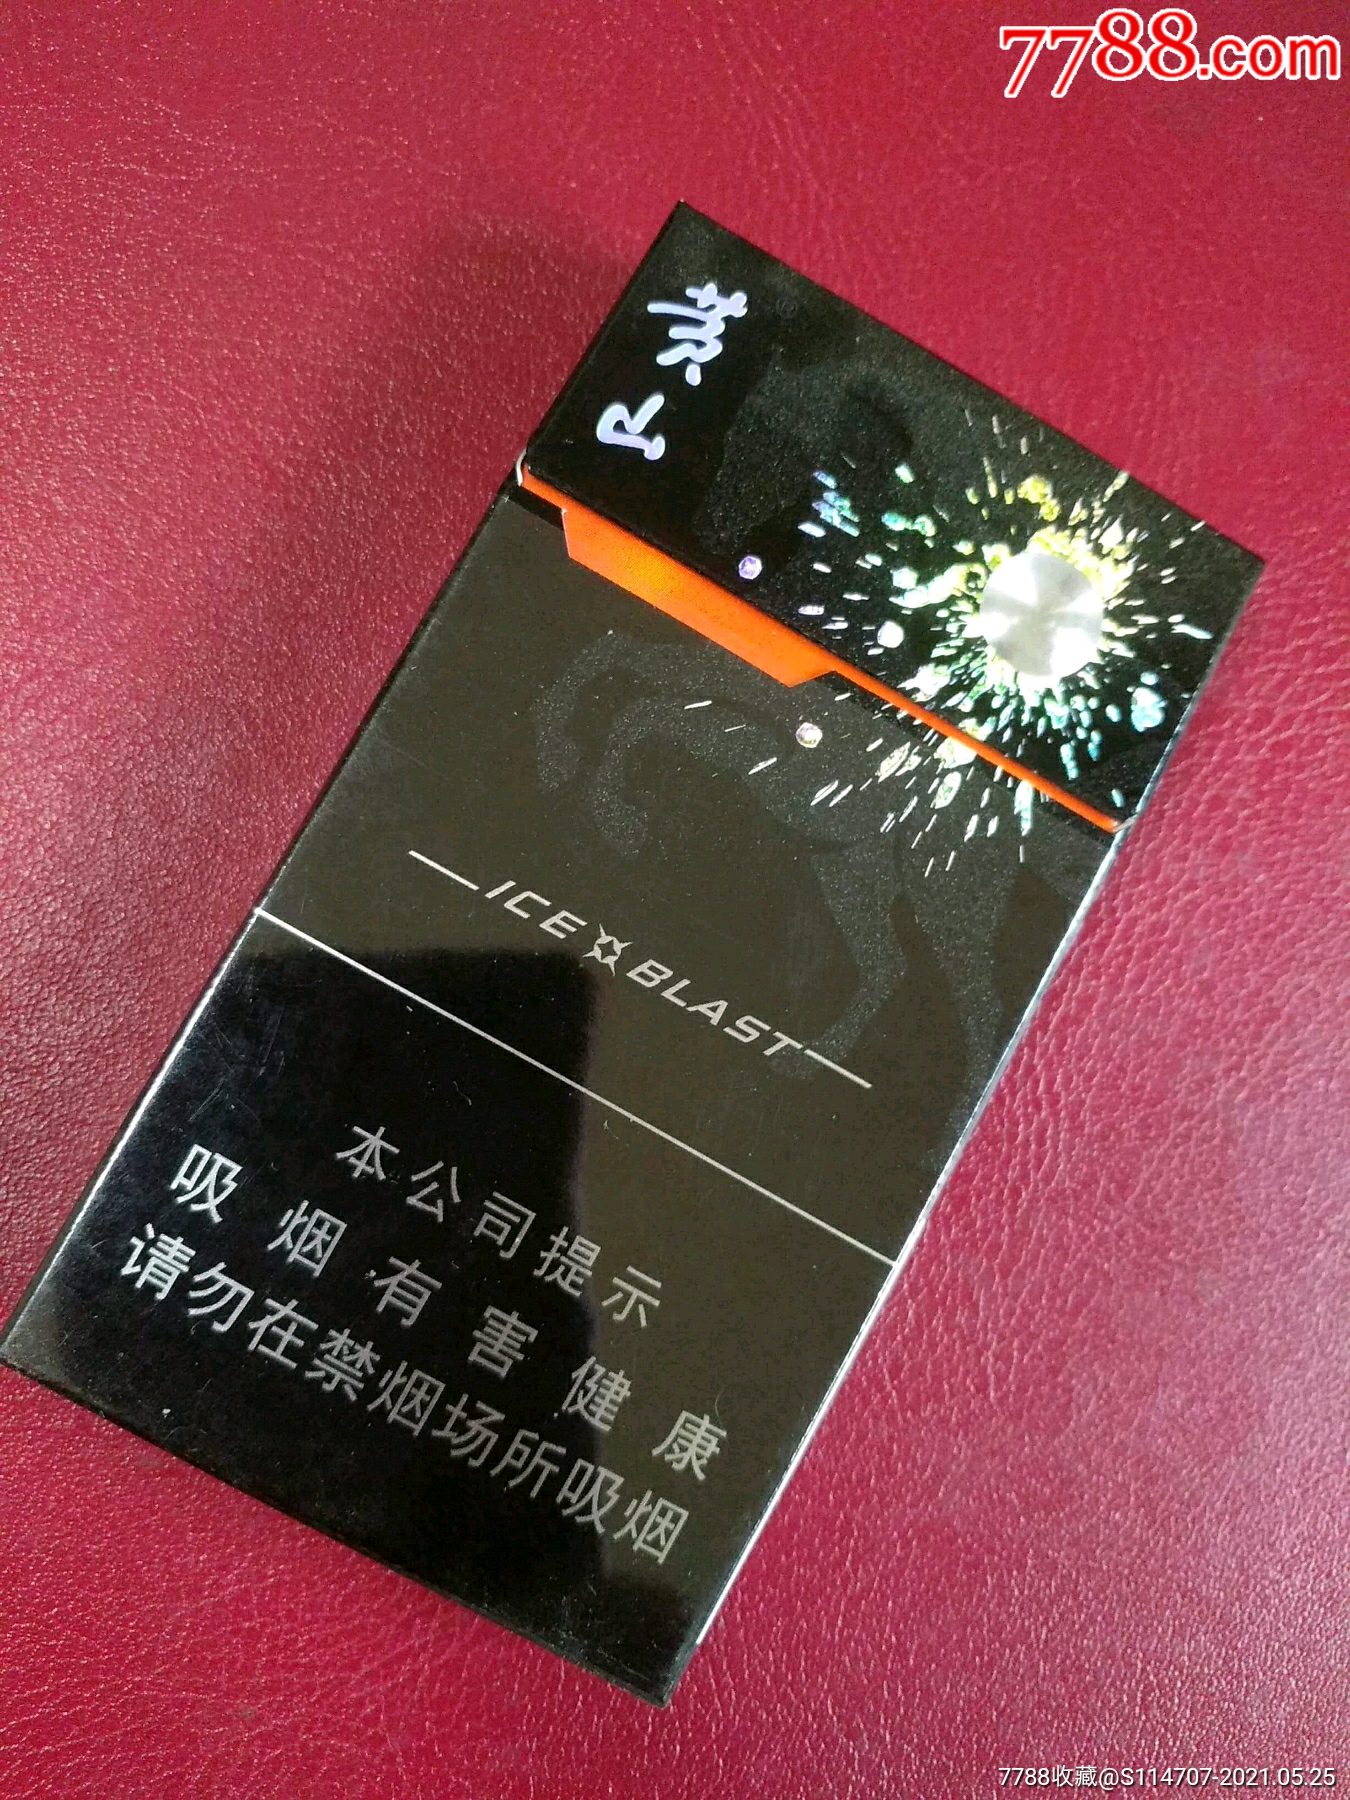 7788.com
黄山®
ICE BLAST
本公司提示
吸烟有害健康
请勿在禁烟场所吸烟
7788收藏@S114707-2021.05.25